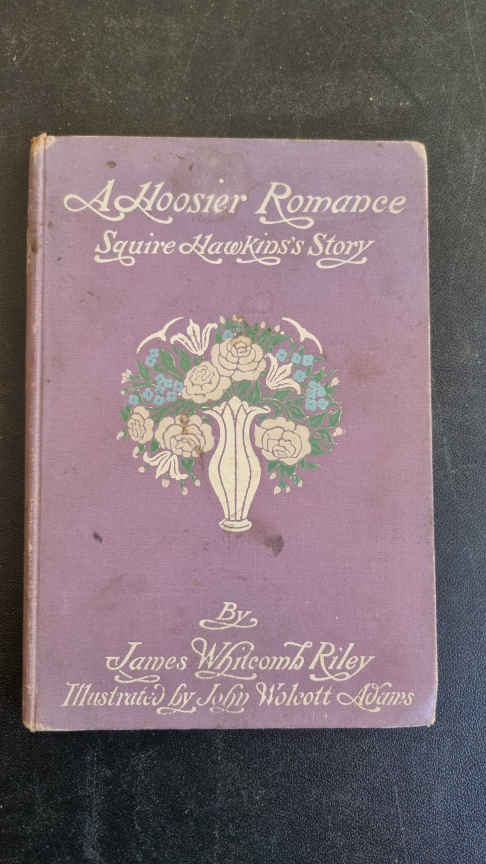 A Hoosier Romance
Squire Hawkins's Story
By
James Whitcomb Riley
Illustrated by John Wolcott Adams